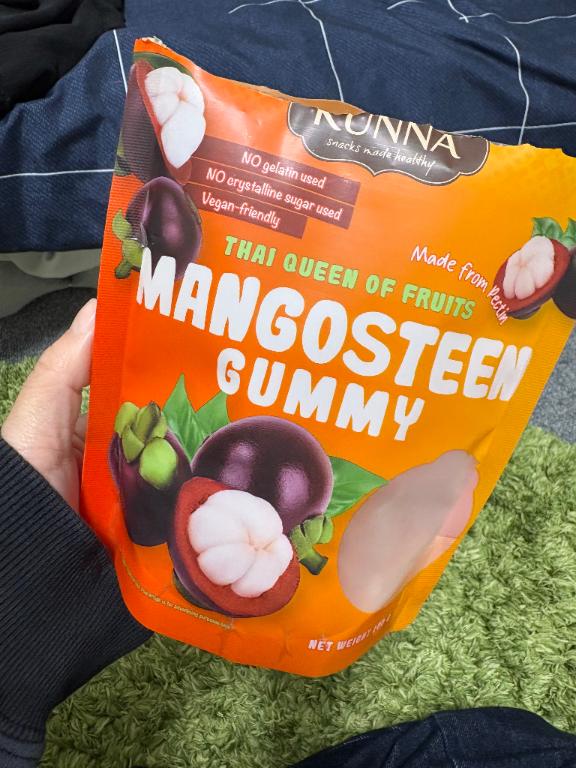 KUNNA
snacks made healthy
NO gelatin used
NO crystalline sugar used
Vegan-friendly
THAI QUEEN OF FRUITS
Made from Pectin
MANGOSTEEN
GUMMY
NET WEIGHT